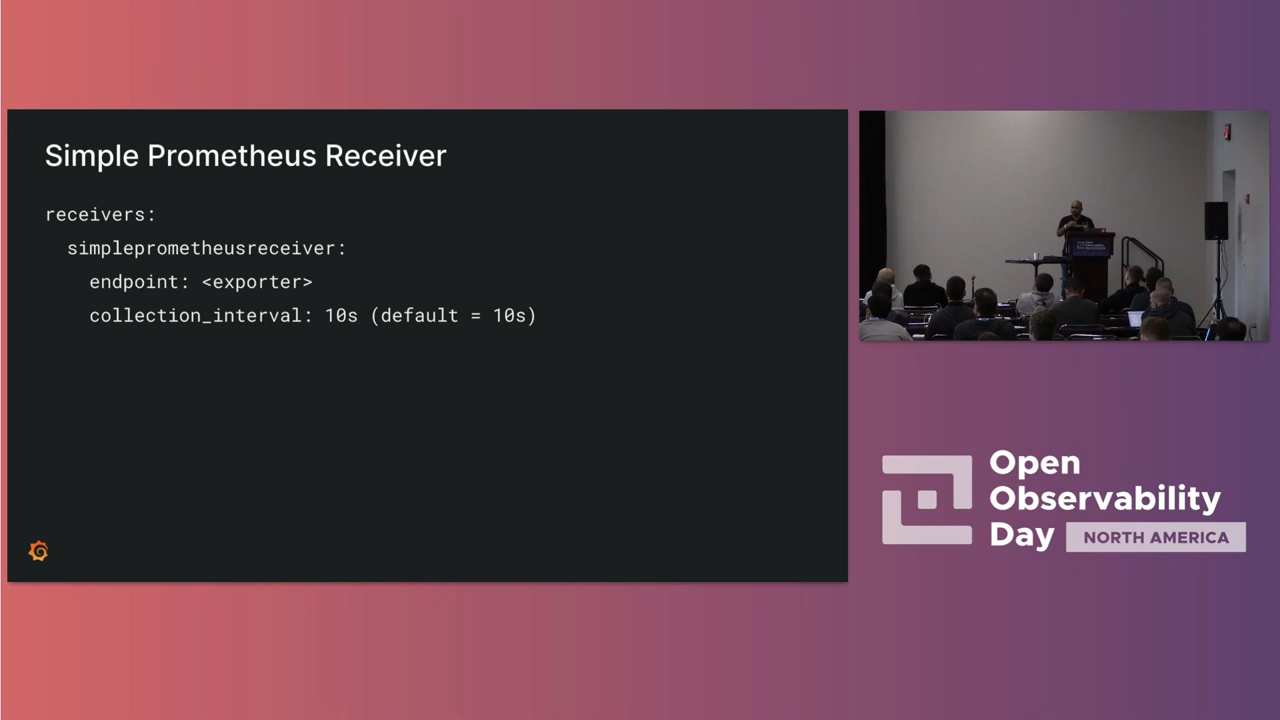 Simple Prometheus Receiver
receivers:
  simpleprometheusreceiver:
    endpoint: <exporter>
    collection_interval: 10s (default = 10s)
Open
Observability
Day NORTH AMERICA